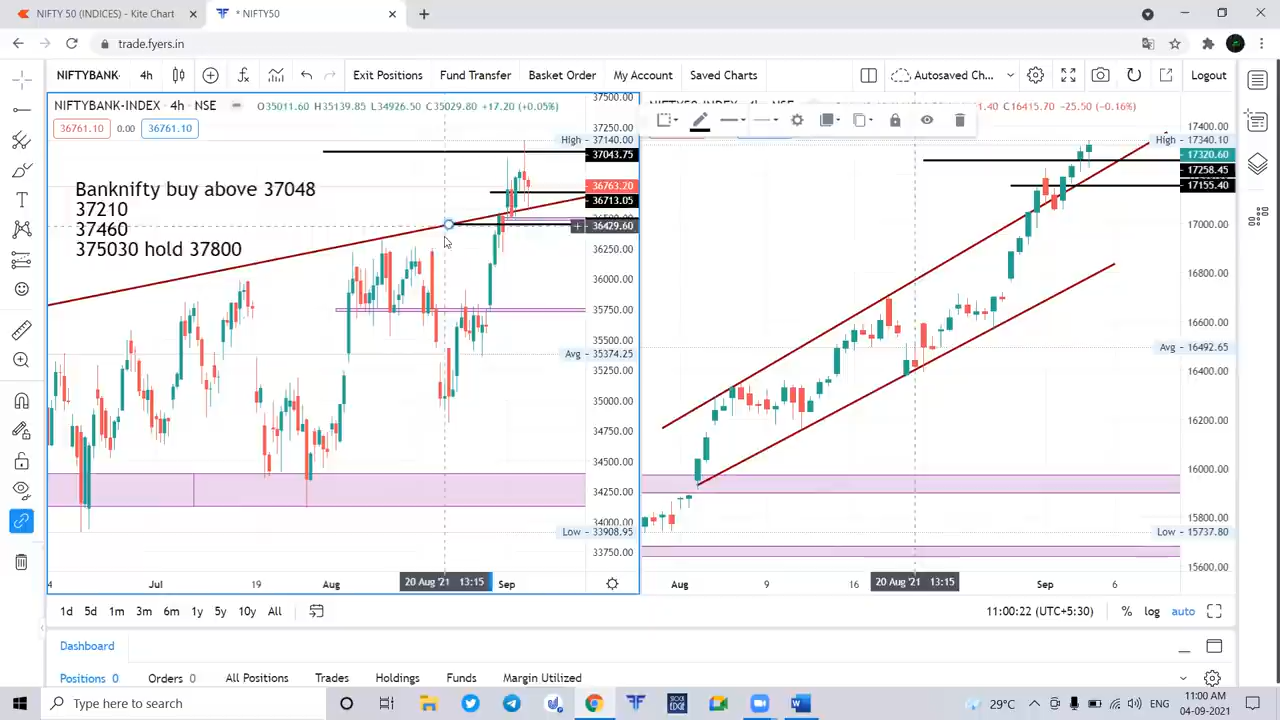 NIFTY 50 (INDICES) - Kite Chart
* NIFTY50
trade.fyers.in
NIFTYBANK-
4h
Exit Positions
Fund Transfer
Basket Order
My Account
Saved Charts
Autosaved Ch...
Logout
NIFTYBANK-INDEX · 4h · NSE
O35011.60 H35139.85 L34926.50 C35029.80 +17.20 (+0.05%)
36761.10
0.00
36761.10
Banknifty buy above 37048
37210
37460
375030 hold 37800
37500.00
37250.00
High
37140.00
37043.75
36763.20
36713.05
36429.60
36250.00
36000.00
35750.00
35500.00
Avg
35374.25
35250.00
35000.00
34750.00
34500.00
34250.00
34000.00
Low
33908.95
33750.00
4
Jul
19
Aug
20 Aug '21 13:15
Sep
C16415.70 -25.50 (-0.16%)
17400.00
High
17340.00
17320.60
17258.45
17155.40
17000.00
16800.00
16600.00
Avg
16492.65
16400.00
16200.00
16000.00
15800.00
Low
15737.80
15600.00
Aug
9
16
20 Aug '21 13:15
Sep
6
1d
5d
1m
3m
6m
1y
5y
10y
All
11:00:22 (UTC+5:30)
%
log
auto
Dashboard
Positions 0
Orders 0
All Positions
Trades
Holdings
Funds
Margin Utilized
Type here to search
STOCK
EDGE
29°C
ENG
11:00 AM
04-09-2021